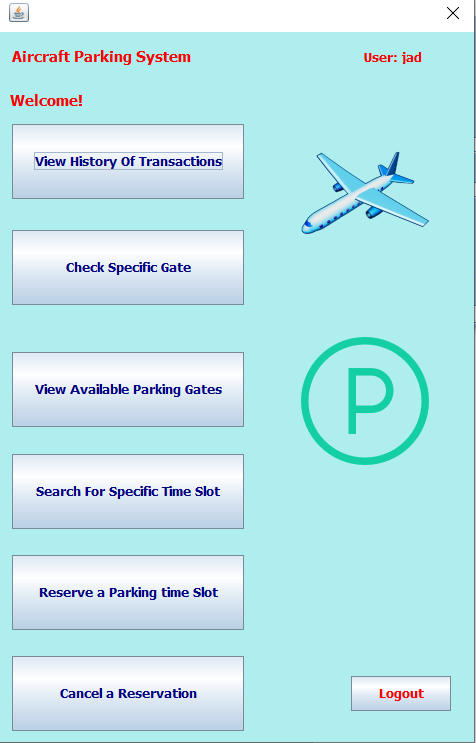 Aircraft Parking System
User: jad
Welcome!
View History Of Transactions
Check Specific Gate
View Available Parking Gates
P
Search For Specific Time Slot
Reserve a Parking time Slot
Cancel a Reservation
Logout